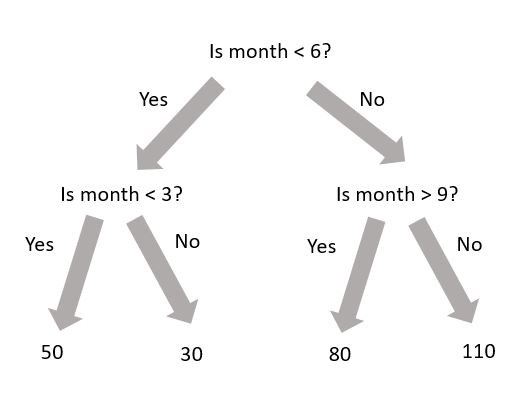 Is month < 6?
Yes
No
Is month < 3?
Is month > 9?
Yes
No
Yes
No
50
30
80
110